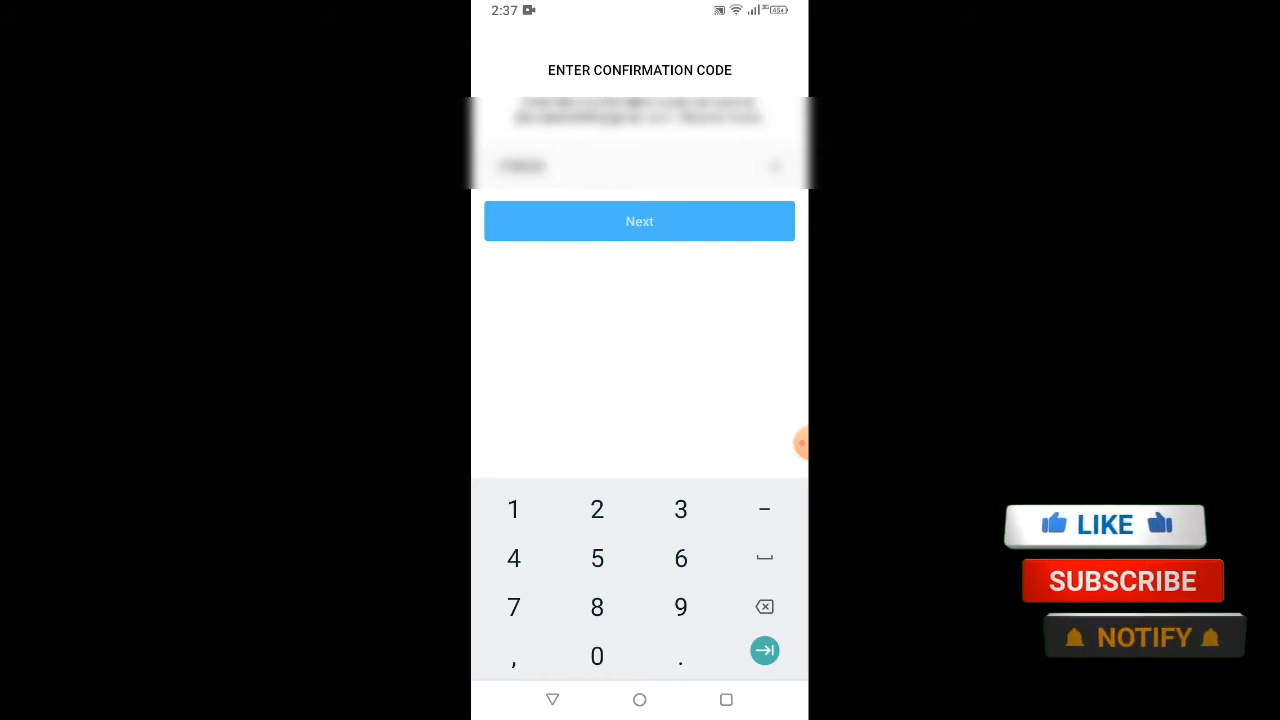 2:37
454
ENTER CONFIRMATION CODE
Next
1 2 3 –
4 5 6
7 8 9
, 0 .
LIKE
SUBSCRIBE
NOTIFY